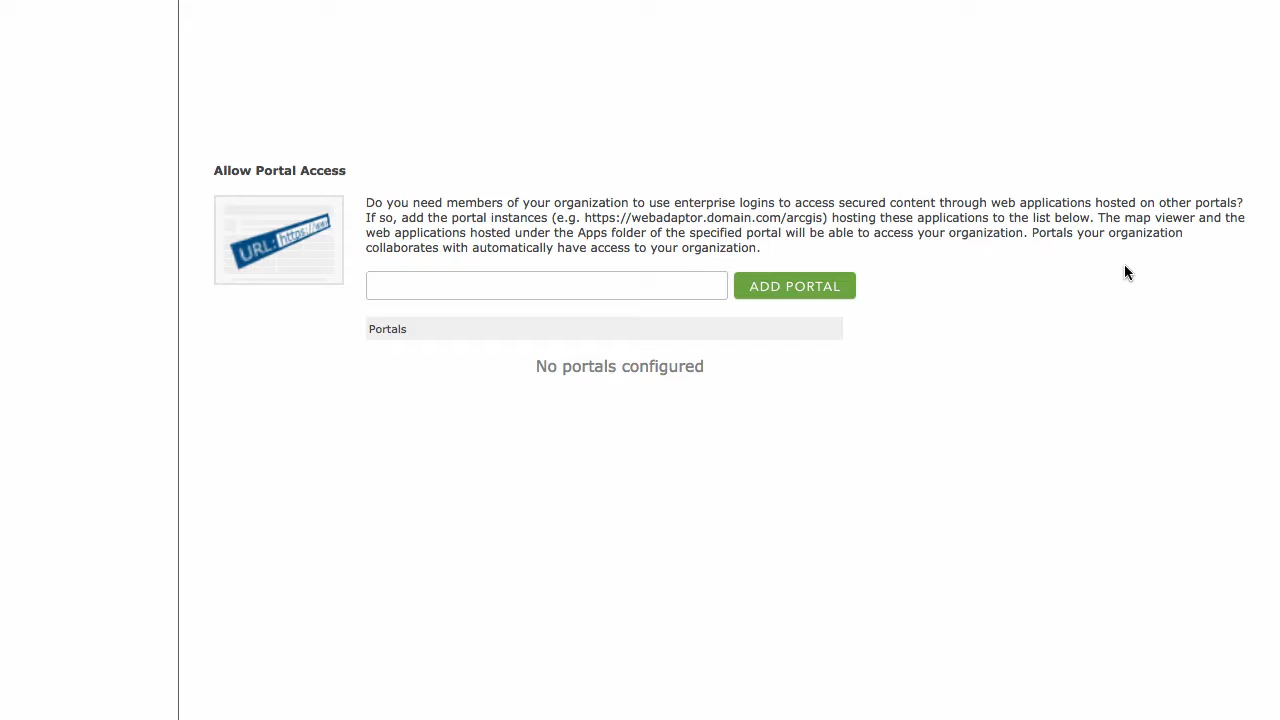 Allow Portal Access
URL: https://ww
Do you need members of your organization to use enterprise logins to access secured content through web applications hosted on other portals?
If so, add the portal instances (e.g. https://webadaptor.domain.com/arcgis) hosting these applications to the list below. The map viewer and the
web applications hosted under the Apps folder of the specified portal will be able to access your organization. Portals your organization
collaborates with automatically have access to your organization.
ADD PORTAL
Portals
No portals configured